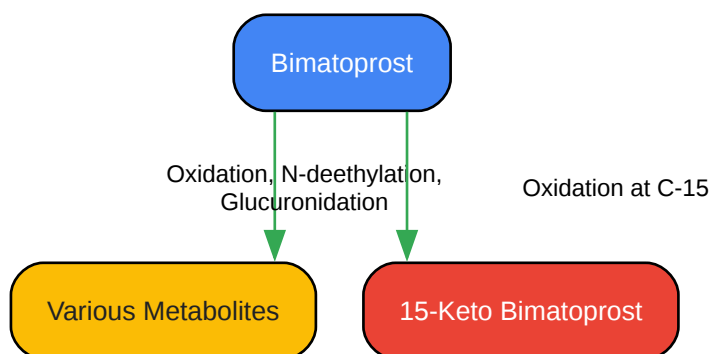 Bimatoprost
Oxidation, N-deethylation,
Glucuronidation
Oxidation at C-15
Various Metabolites
15-Keto Bimatoprost